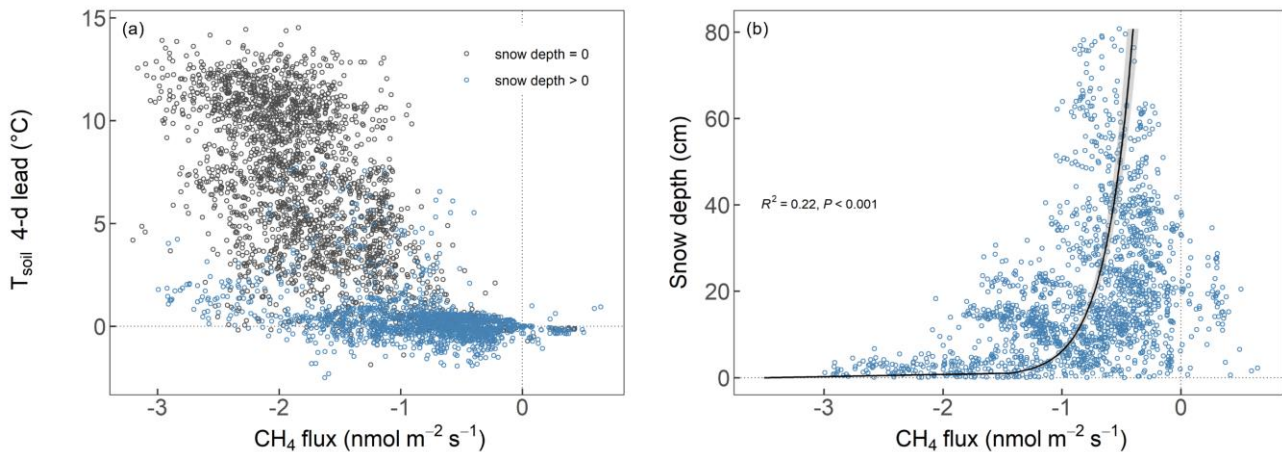 (a)
snow depth = 0
snow depth > 0
T_soil 4-d lead (°C)
15
10
5
0
-3
-2
-1
0
CH₄ flux (nmol m⁻² s⁻¹)
(b)
R² = 0.22, P < 0.001
Snow depth (cm)
80
60
40
20
0
-3
-2
-1
0
CH₄ flux (nmol m⁻² s⁻¹)